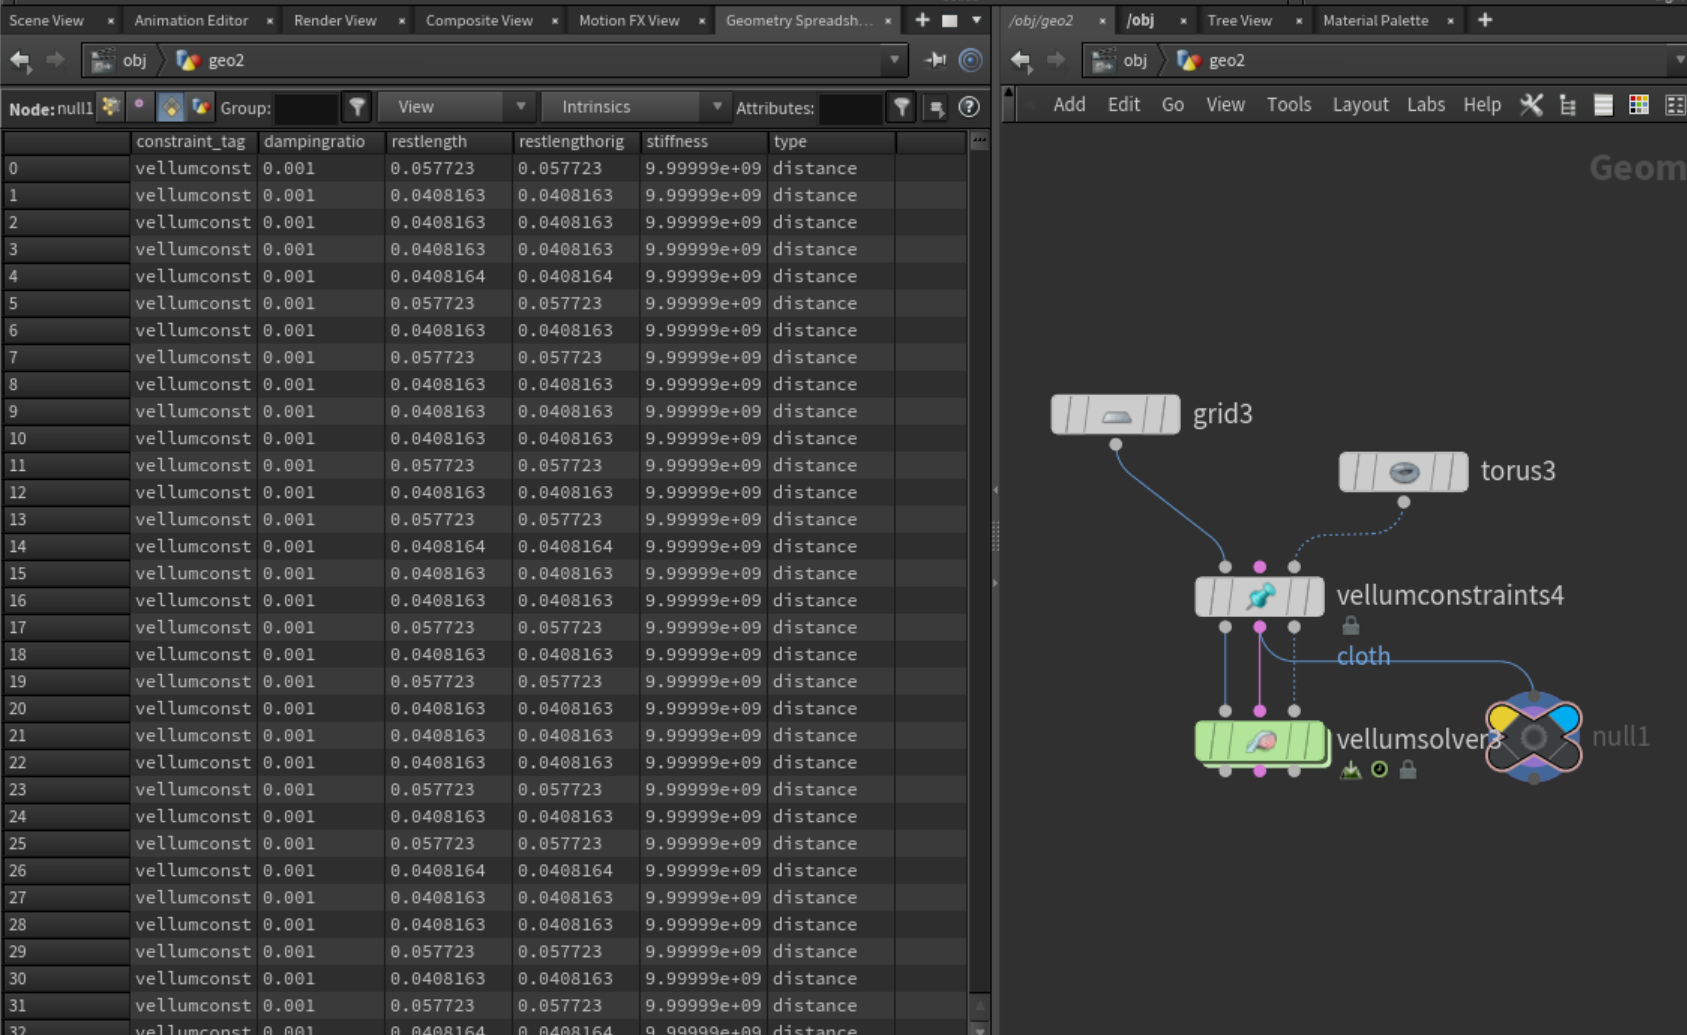 Scene View × Animation Editor × Render View × Composite View × Motion FX View × Geometry Spreadsh... ×
obj geo2
Node: null1 Group: View Intrinsics Attributes:
constraint_tag dampingratio restlength restlengthorig stiffness type
0 vellumconst 0.001 0.057723 0.057723 9.99999e+09 distance
1 vellumconst 0.001 0.0408163 0.0408163 9.99999e+09 distance
2 vellumconst 0.001 0.0408163 0.0408163 9.99999e+09 distance
3 vellumconst 0.001 0.0408163 0.0408163 9.99999e+09 distance
4 vellumconst 0.001 0.0408164 0.0408164 9.99999e+09 distance
5 vellumconst 0.001 0.057723 0.057723 9.99999e+09 distance
6 vellumconst 0.001 0.0408163 0.0408163 9.99999e+09 distance
7 vellumconst 0.001 0.057723 0.057723 9.99999e+09 distance
8 vellumconst 0.001 0.0408163 0.0408163 9.99999e+09 distance
9 vellumconst 0.001 0.0408163 0.0408163 9.99999e+09 distance
10 vellumconst 0.001 0.0408163 0.0408163 9.99999e+09 distance
11 vellumconst 0.001 0.057723 0.057723 9.99999e+09 distance
12 vellumconst 0.001 0.0408163 0.0408163 9.99999e+09 distance
13 vellumconst 0.001 0.057723 0.057723 9.99999e+09 distance
14 vellumconst 0.001 0.0408164 0.0408164 9.99999e+09 distance
15 vellumconst 0.001 0.0408163 0.0408163 9.99999e+09 distance
16 vellumconst 0.001 0.0408163 0.0408163 9.99999e+09 distance
17 vellumconst 0.001 0.057723 0.057723 9.99999e+09 distance
18 vellumconst 0.001 0.0408163 0.0408163 9.99999e+09 distance
19 vellumconst 0.001 0.057723 0.057723 9.99999e+09 distance
20 vellumconst 0.001 0.0408163 0.0408163 9.99999e+09 distance
21 vellumconst 0.001 0.0408163 0.0408163 9.99999e+09 distance
22 vellumconst 0.001 0.0408163 0.0408163 9.99999e+09 distance
23 vellumconst 0.001 0.057723 0.057723 9.99999e+09 distance
24 vellumconst 0.001 0.0408163 0.0408163 9.99999e+09 distance
25 vellumconst 0.001 0.057723 0.057723 9.99999e+09 distance
26 vellumconst 0.001 0.0408164 0.0408164 9.99999e+09 distance
27 vellumconst 0.001 0.0408163 0.0408163 9.99999e+09 distance
28 vellumconst 0.001 0.0408163 0.0408163 9.99999e+09 distance
29 vellumconst 0.001 0.057723 0.057723 9.99999e+09 distance
30 vellumconst 0.001 0.0408163 0.0408163 9.99999e+09 distance
31 vellumconst 0.001 0.057723 0.057723 9.99999e+09 distance
32 vellumconst 0.001 0.0408164 0.0408164 9.99999e+09 distance
/obj/geo2 × /obj × Tree View × Material Palette ×
obj geo2
Add Edit Go View Tools Layout Labs Help
Geom
grid3
torus3
vellumconstraints4
cloth
vellumsolver3
null1